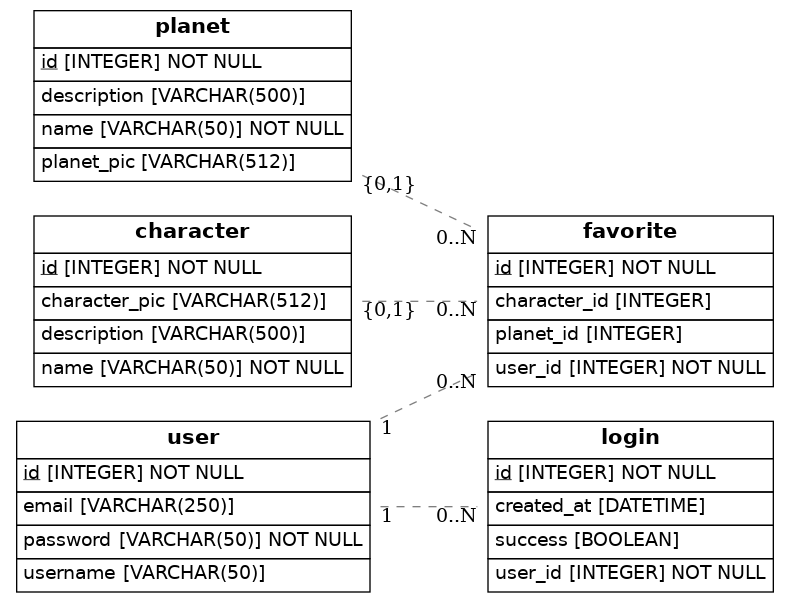 planet
id [INTEGER] NOT NULL
description [VARCHAR(500)]
name [VARCHAR(50)] NOT NULL
planet_pic [VARCHAR(512)]
{0,1}
0..N
character
id [INTEGER] NOT NULL
character_pic [VARCHAR(512)]
description [VARCHAR(500)]
name [VARCHAR(50)] NOT NULL
{0,1}
0..N
favorite
id [INTEGER] NOT NULL
character_id [INTEGER]
planet_id [INTEGER]
user_id [INTEGER] NOT NULL
0..N
1
user
id [INTEGER] NOT NULL
email [VARCHAR(250)]
password [VARCHAR(50)] NOT NULL
username [VARCHAR(50)]
1
0..N
login
id [INTEGER] NOT NULL
created_at [DATETIME]
success [BOOLEAN]
user_id [INTEGER] NOT NULL